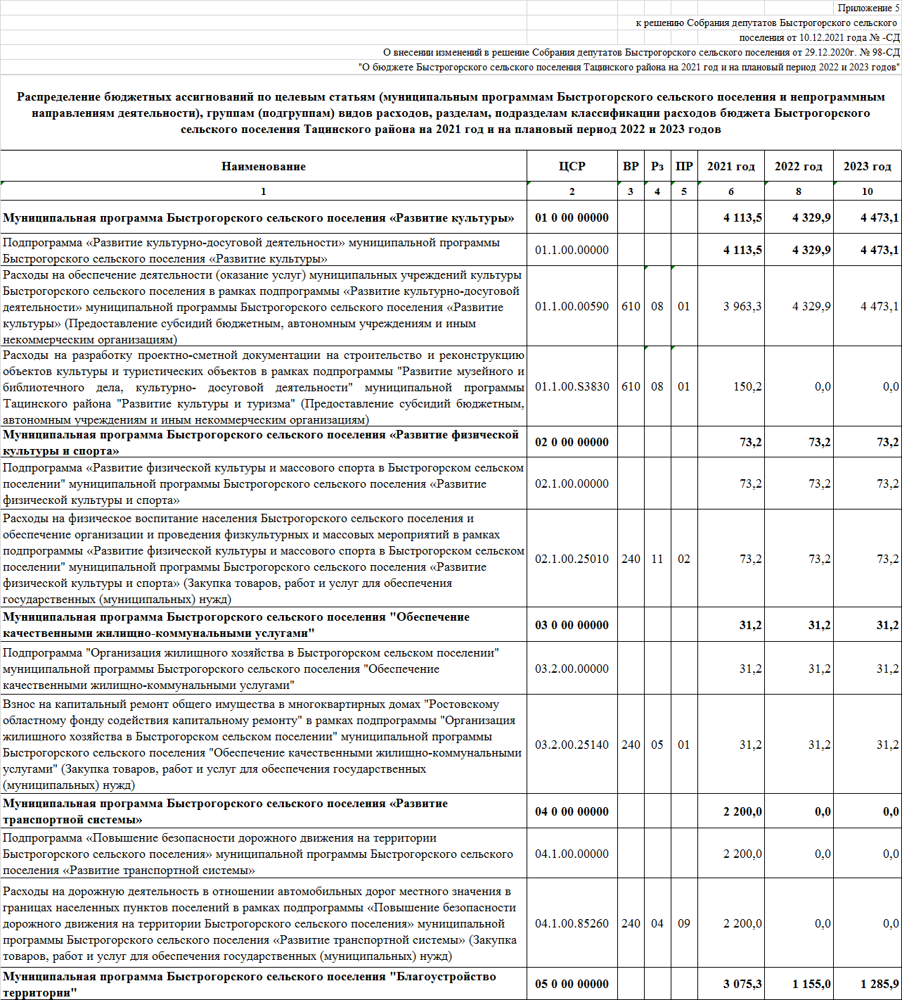 Приложение 5
к решению Собрания депутатов Быстрогорского сельского
поселения от 10.12.2021 года № -СД
О внесении изменений в решение Собрания депутатов Быстрогорского сельского поселения от 29.12.2020г. № 98-СД
"О бюджете Быстрогорского сельского поселения Тацинского района на 2021 год и на плановый период 2022 и 2023 годов"
Распределение бюджетных ассигнований по целевым статьям (муниципальным программам Быстрогорского сельского поселения и непрограммным
направлениям деятельности), группам (подгруппам) видов расходов, разделам, подразделам классификации расходов бюджета Быстрогорского
сельского поселения Тацинского района на 2021 год и на плановый период 2022 и 2023 годов
Наименование ЦСР ВР Рз ПР 2021 год 2022 год 2023 год
1 2 3 4 5 6 8 10
Муниципальная программа Быстрогорского сельского поселения «Развитие культуры» 01 0 00 00000 4 113,5 4 329,9 4 473,1
Подпрограмма «Развитие культурно-досуговой деятельности» муниципальной программы
Быстрогорского сельского поселения «Развитие культуры»
01.1.00.00000 4 113,5 4 329,9 4 473,1
Расходы на обеспечение деятельности (оказание услуг) муниципальных учреждений культуры
Быстрогорского сельского поселения в рамках подпрограммы «Развитие культурно-досуговой
деятельности» муниципальной программы Быстрогорского сельского поселения «Развитие
культуры» (Предоставление субсидий бюджетным, автономным учреждениям и иным
некоммерческим организациям)
01.1.00.00590 610 08 01 3 963,3 4 329,9 4 473,1
Расходы на разработку проектно-сметной документации на строительство и реконструкцию
объектов культуры и туристических объектов в рамках подпрограммы "Развитие музейного и
библиотечного дела, культурно- досуговой деятельности" муниципальной программы
Тацинского района "Развитие культуры и туризма" (Предоставление субсидий бюджетным,
автономным учреждениям и иным некоммерческим организациям)
01.1.00.S3830 610 08 01 150,2 0,0 0,0
Муниципальная программа Быстрогорского сельского поселения «Развитие физической
культуры и спорта»
02 0 00 00000 73,2 73,2 73,2
Подпрограмма «Развитие физической культуры и массового спорта в Быстрогорском сельском
поселении" муниципальной программы Быстрогорского сельского поселения «Развитие
физической культуры и спорта»
02.1.00.00000 73,2 73,2 73,2
Расходы на физическое воспитание населения Быстрогорского сельского поселения и
обеспечение организации и проведения физкультурных и массовых мероприятий в рамках
подпрограммы «Развитие физической культуры и массового спорта в Быстрогорском сельском
поселении" муниципальной программы Быстрогорского сельского поселения «Развитие
физической культуры и спорта» (Закупка товаров, работ и услуг для обеспечения
государственных (муниципальных) нужд)
02.1.00.25010 240 11 02 73,2 73,2 73,2
Муниципальная программа Быстрогорского сельского поселения "Обеспечение
качественными жилищно-коммунальными услугами"
03 0 00 00000 31,2 31,2 31,2
Подпрограмма "Организация жилищного хозяйства в Быстрогорском сельском поселении"
муниципальной программы Быстрогорского сельского поселения "Обеспечение
качественными жилищно-коммунальными услугами"
03.2.00.00000 31,2 31,2 31,2
Взнос на капитальный ремонт общего имущества в многоквартирных домах "Ростовскому
областному фонду содействия капитальному ремонту" в рамках подпрограммы "Организация
жилищного хозяйства в Быстрогорском сельском поселении" муниципальной программы
Быстрогорского сельского поселения "Обеспечение качественными жилищно-коммунальными
услугами" (Закупка товаров, работ и услуг для обеспечения государственных
(муниципальных) нужд)
03.2.00.25140 240 05 01 31,2 31,2 31,2
Муниципальная программа Быстрогорского сельского поселения «Развитие
транспортной системы»
04 0 00 00000 2 200,0 0,0 0,0
Подпрограмма «Повышение безопасности дорожного движения на территории
Быстрогорского сельского поселения» муниципальной программы Быстрогорского сельского
поселения «Развитие транспортной системы»
04.1.00.00000 2 200,0 0,0 0,0
Расходы на дорожную деятельность в отношении автомобильных дорог местного значения в
границах населенных пунктов поселений в рамках подпрограммы «Повышение безопасности
дорожного движения на территории Быстрогорского сельского поселения» муниципальной
программы Быстрогорского сельского поселения «Развитие транспортной системы» (Закупка
товаров, работ и услуг для обеспечения государственных (муниципальных) нужд)
04.1.00.85260 240 04 09 2 200,0 0,0 0,0
Муниципальная программа Быстрогорского сельского поселения "Благоустройство
территории"
05 0 00 00000 3 075,3 1 155,0 1 285,9